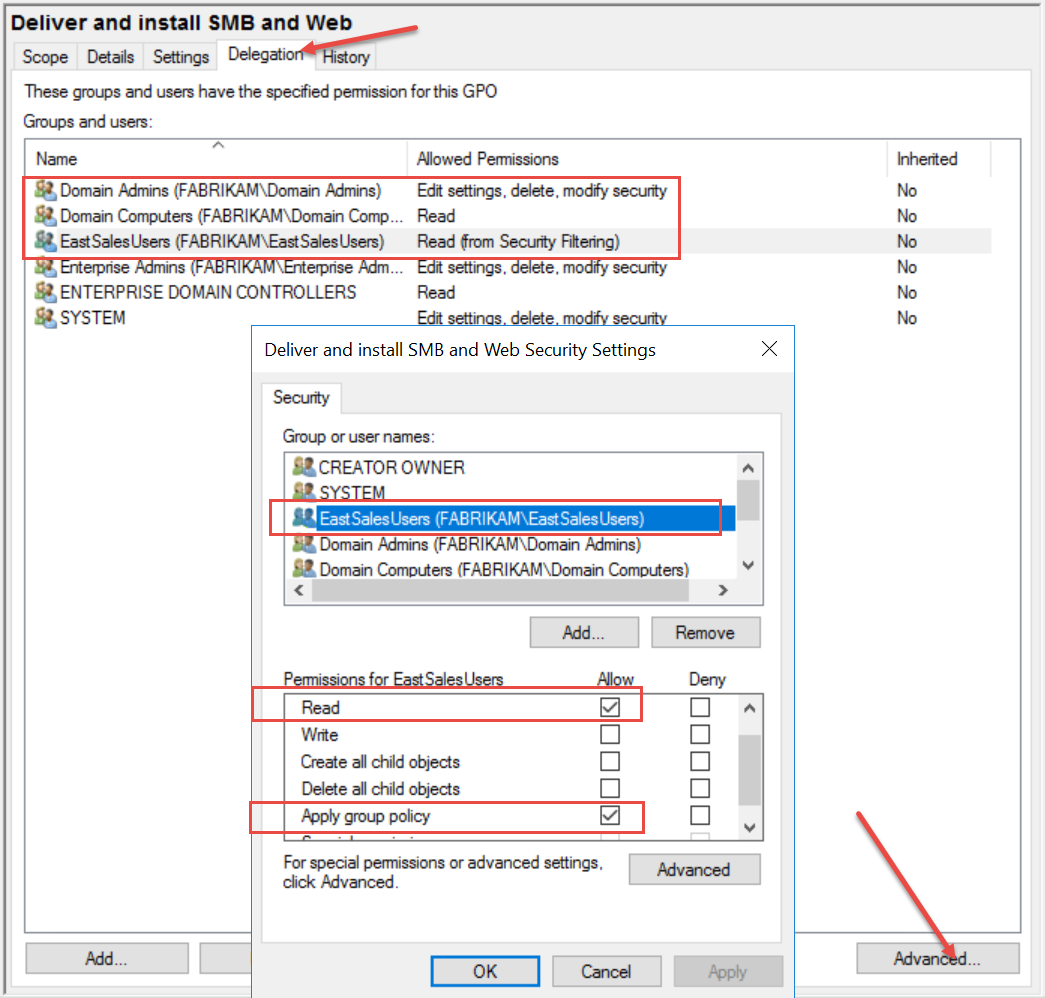 Deliver and install SMB and Web
Scope Details Settings Delegation History
These groups and users have the specified permission for this GPO
Groups and users:
Name Allowed Permissions Inherited
Domain Admins (FABRIKAM\Domain Admins) Edit settings, delete, modify security No
Domain Computers (FABRIKAM\Domain Comp... Read No
EastSalesUsers (FABRIKAM\EastSalesUsers) Read (from Security Filtering) No
Enterprise Admins (FABRIKAM\Enterprise Adm... Edit settings, delete, modify security No
ENTERPRISE DOMAIN CONTROLLERS Read No
SYSTEM Edit settings, delete, modify security No
Deliver and install SMB and Web Security Settings
Security
Group or user names:
CREATOR OWNER
SYSTEM
EastSalesUsers (FABRIKAM\EastSalesUsers)
Domain Admins (FABRIKAM\Domain Admins)
Domain Computers (FABRIKAM\Domain Computers)
Add... Remove
Permissions for EastSalesUsers Allow Deny
Read
Write
Create all child objects
Delete all child objects
Apply group policy
For special permissions or advanced settings,
click Advanced.
Advanced
Add... Advanced...
OK Cancel Apply